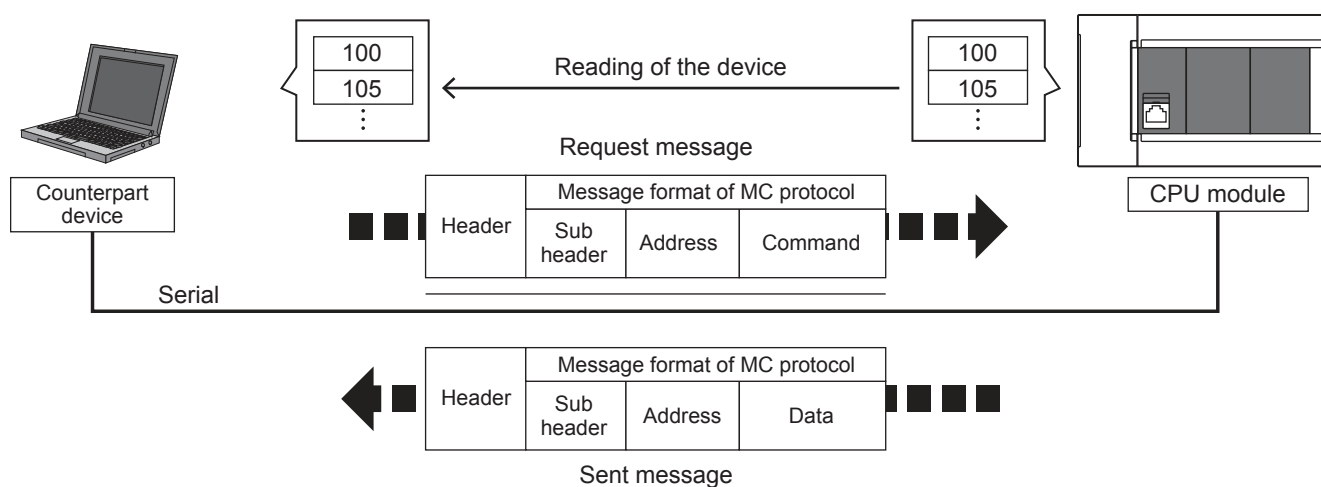 100
105
⋮
Reading of the device
100
105
⋮
Request message
Counterpart
device
CPU module
Header
Message format of MC protocol
Sub
header
Address
Command
Serial
Header
Message format of MC protocol
Sub
header
Address
Data
Sent message